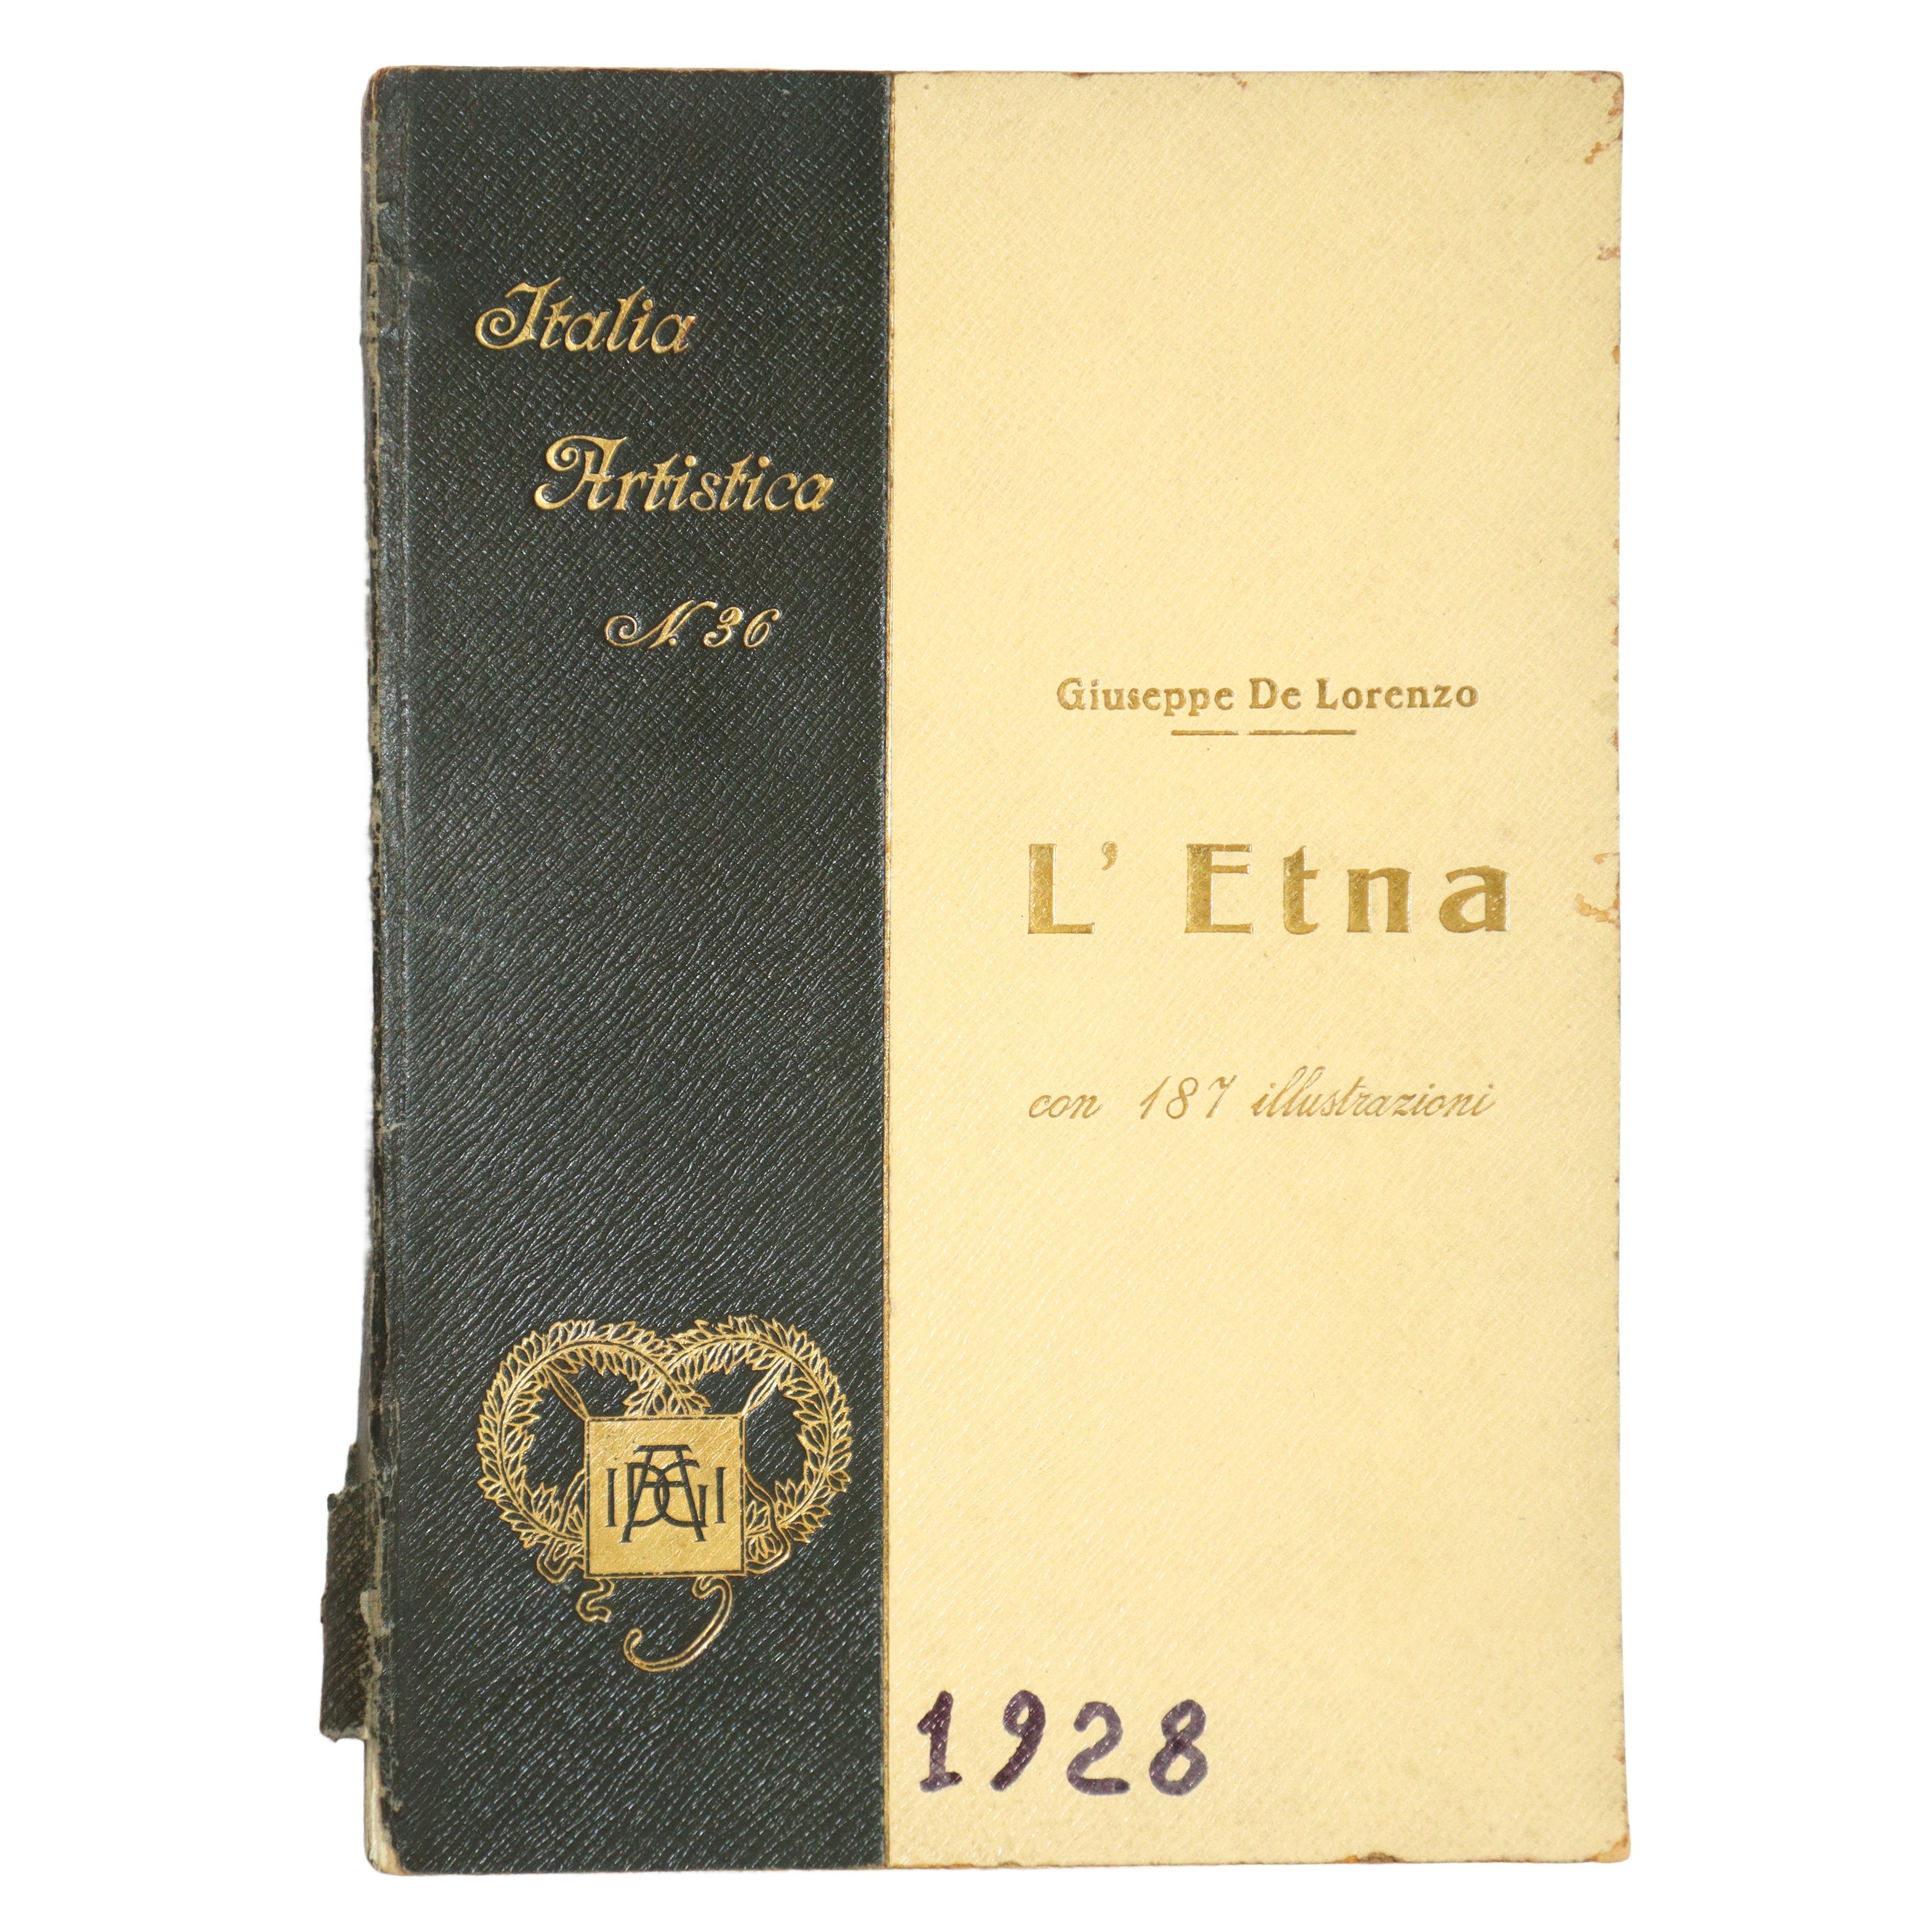 Italia
Artistica
N. 36
Giuseppe De Lorenzo
L' Etna
con 187 illustrazioni
1928